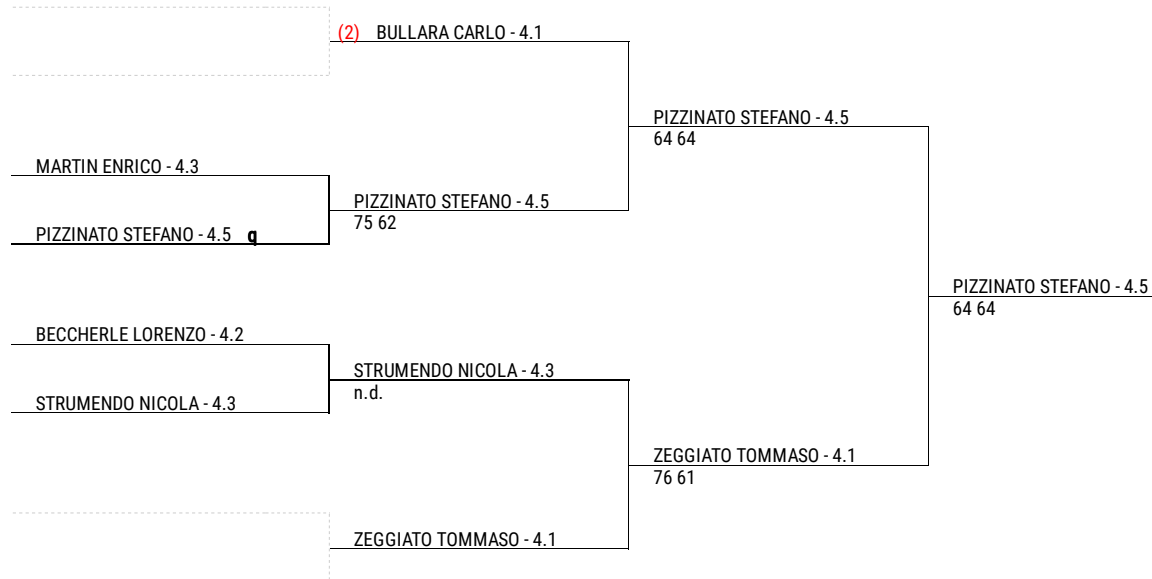 (2) BULLARA CARLO - 4.1
PIZZINATO STEFANO - 4.5
64 64
MARTIN ENRICO - 4.3
PIZZINATO STEFANO - 4.5
75 62
PIZZINATO STEFANO - 4.5 q
PIZZINATO STEFANO - 4.5
64 64
BECCHERLE LORENZO - 4.2
STRUMENDO NICOLA - 4.3
n.d.
STRUMENDO NICOLA - 4.3
ZEGGIATO TOMMASO - 4.1
76 61
ZEGGIATO TOMMASO - 4.1